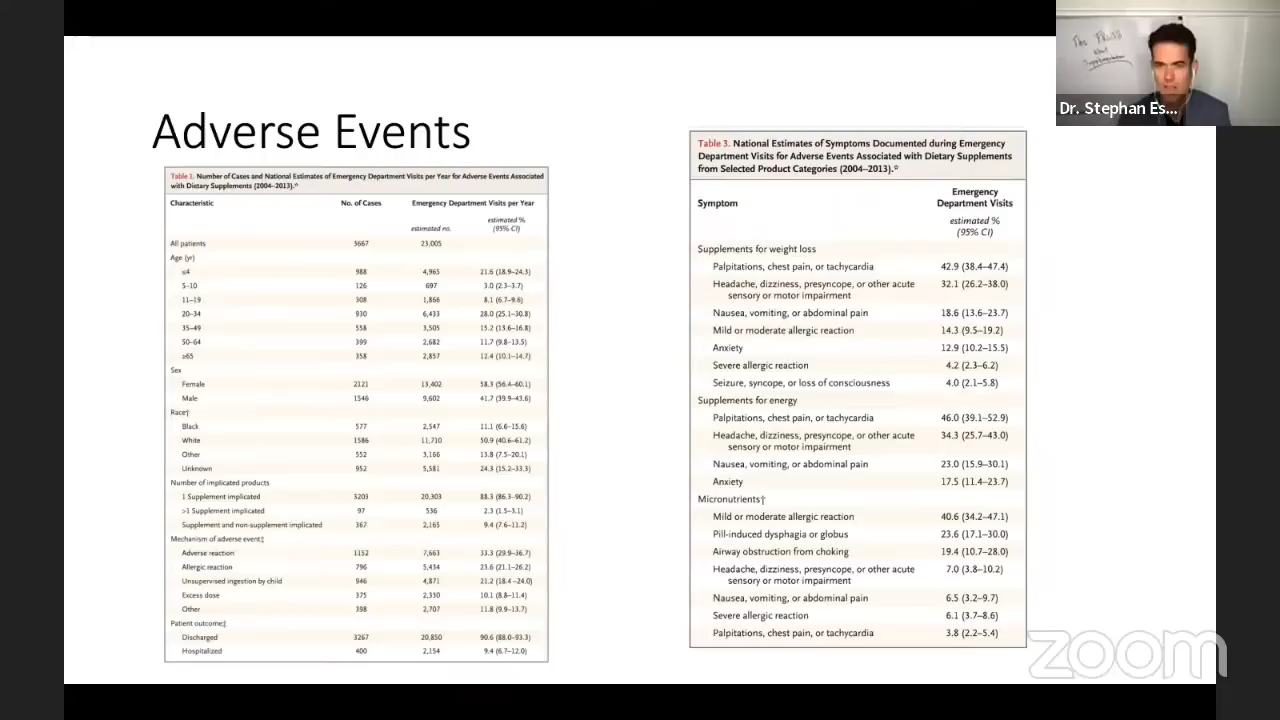 Adverse Events
Table 1. Number of Cases and National Estimates of Emergency Department Visits per Year for Adverse Events Associated
with Dietary Supplements (2004–2013).*
Characteristic No. of Cases Emergency Department Visits per Year
estimated no. estimated % (95% CI)
All patients 3667 23,005
Age (yr)
≤4 988 4,965 21.6 (18.9–24.3)
5–10 126 697 3.0 (2.3–3.7)
11–19 308 1,866 8.1 (6.7–9.6)
20–34 930 6,433 28.0 (25.1–30.8)
35–49 558 3,505 15.2 (13.6–16.8)
50–64 399 2,682 11.7 (9.8–13.5)
≥65 358 2,857 12.4 (10.1–14.7)
Sex
Female 2121 13,402 58.3 (56.4–60.1)
Male 1546 9,602 41.7 (39.9–43.6)
Race†
Black 577 2,547 11.1 (6.6–15.6)
White 1586 11,710 50.9 (40.6–61.2)
Other 552 3,166 13.8 (7.5–20.1)
Unknown 952 5,581 24.3 (15.2–33.3)
Number of implicated products
1 Supplement implicated 3203 20,303 88.3 (86.3–90.2)
>1 Supplement implicated 97 536 2.3 (1.5–3.1)
Supplement and non-supplement implicated 367 2,165 9.4 (7.6–11.2)
Mechanism of adverse event‡
Adverse reaction 1152 7,663 33.3 (29.9–36.7)
Allergic reaction 796 5,434 23.6 (21.1–26.2)
Unsupervised ingestion by child 946 4,871 21.2 (18.4–24.0)
Excess dose 375 2,330 10.1 (8.8–11.4)
Other 398 2,707 11.8 (9.9–13.7)
Patient outcome‡
Discharged 3267 20,850 90.6 (88.0–93.3)
Hospitalized 400 2,154 9.4 (6.7–12.0)
Table 3. National Estimates of Symptoms Documented during Emergency
Department Visits for Adverse Events Associated with Dietary Supplements
from Selected Product Categories (2004–2013).*
Symptom Emergency Department Visits
estimated %
(95% CI)
Supplements for weight loss
Palpitations, chest pain, or tachycardia 42.9 (38.4–47.4)
Headache, dizziness, presyncope, or other acute 32.1 (26.2–38.0)
sensory or motor impairment
Nausea, vomiting, or abdominal pain 18.6 (13.6–23.7)
Mild or moderate allergic reaction 14.3 (9.5–19.2)
Anxiety 12.9 (10.2–15.5)
Severe allergic reaction 4.2 (2.3–6.2)
Seizure, syncope, or loss of consciousness 4.0 (2.1–5.8)
Supplements for energy
Palpitations, chest pain, or tachycardia 46.0 (39.1–52.9)
Headache, dizziness, presyncope, or other acute 34.3 (25.7–43.0)
sensory or motor impairment
Nausea, vomiting, or abdominal pain 23.0 (15.9–30.1)
Anxiety 17.5 (11.4–23.7)
Micronutrients†
Mild or moderate allergic reaction 40.6 (34.2–47.1)
Pill-induced dysphagia or globus 23.6 (17.1–30.0)
Airway obstruction from choking 19.4 (10.7–28.0)
Headache, dizziness, presyncope, or other acute 7.0 (3.8–10.2)
sensory or motor impairment
Nausea, vomiting, or abdominal pain 6.5 (3.2–9.7)
Severe allergic reaction 6.1 (3.7–8.6)
Palpitations, chest pain, or tachycardia 3.8 (2.2–5.4)
Dr. Stephan Es...
zoom